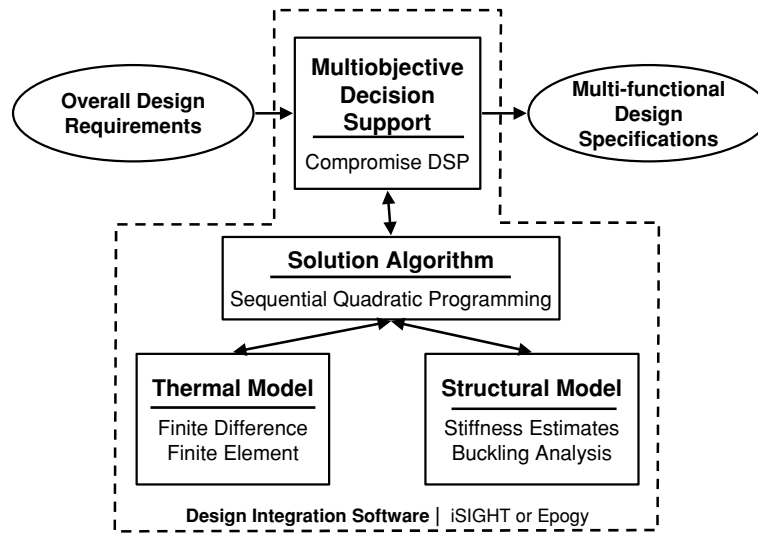 Overall Design
Requirements
Multiobjective
Decision
Support
Compromise DSP
Multi-functional
Design
Specifications
Solution Algorithm
Sequential Quadratic Programming
Thermal Model
Finite Difference
Finite Element
Structural Model
Stiffness Estimates
Buckling Analysis
Design Integration Software | iSIGHT or Epogy